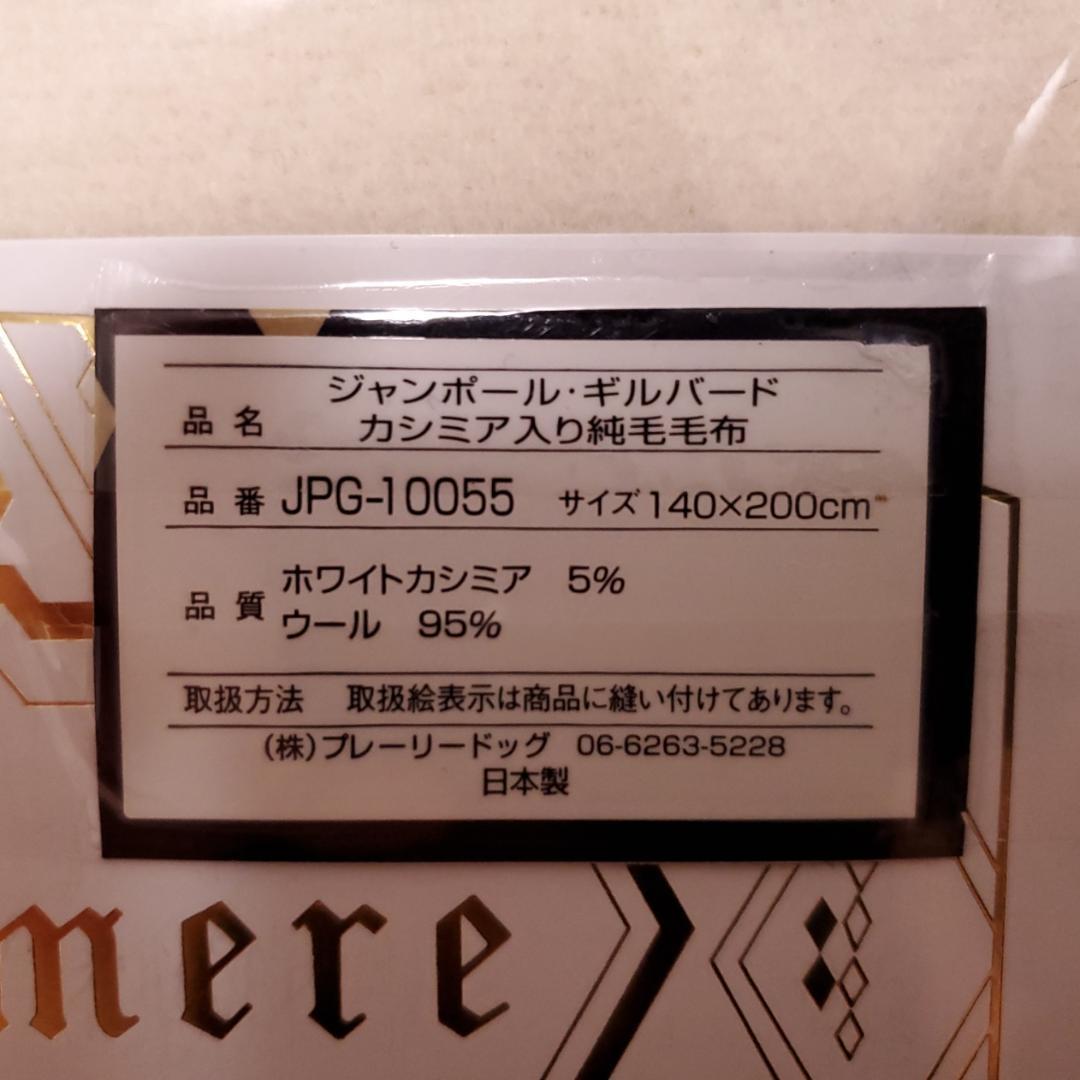 品名 ジャンポール・ギルバード
カシミア入り純毛毛布
品番 JPG-10055 サイズ 140×200cm
品質 ホワイトカシミア 5%
ウール 95%
取扱方法 取扱絵表示は商品に縫い付けてあります。
(株)プレーリードッグ 06-6263-5228
日本製
mere